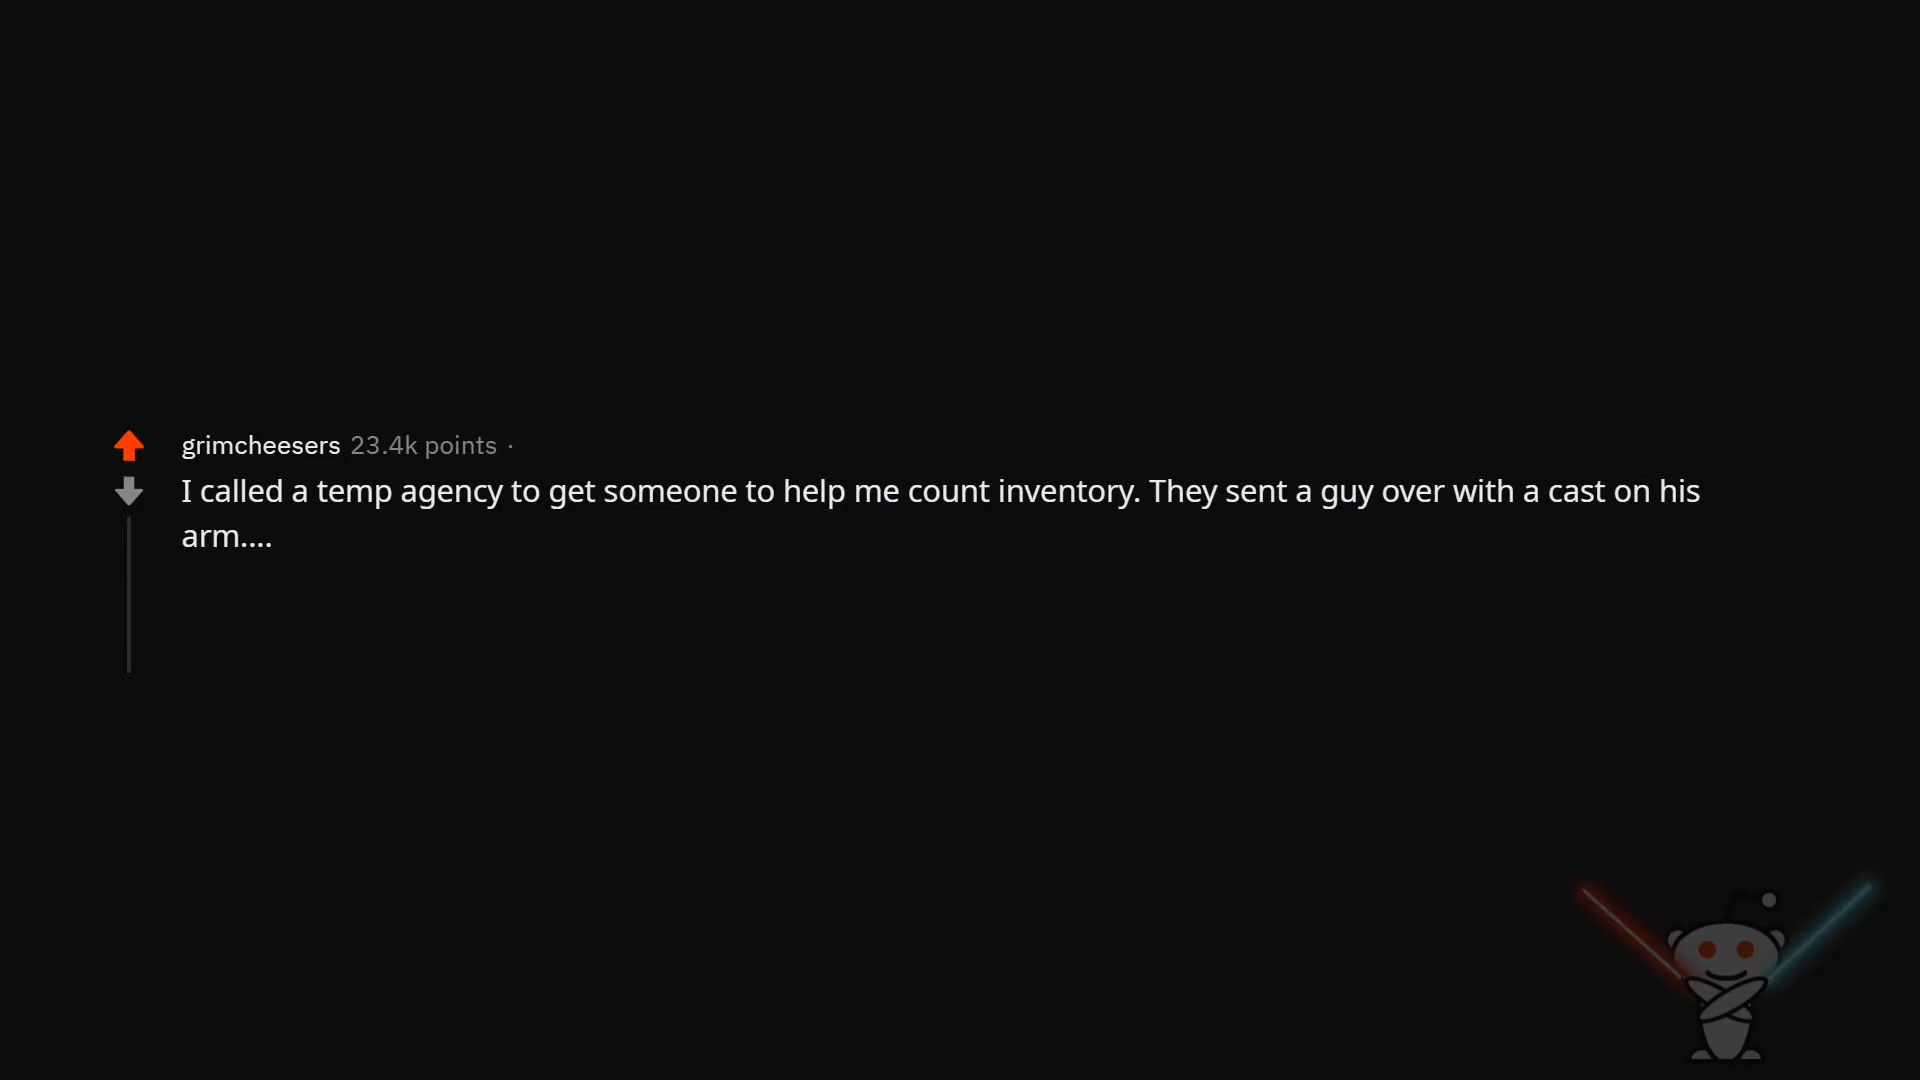 grimcheesers 23.4k points ·
I called a temp agency to get someone to help me count inventory. They sent a guy over with a cast on his
arm....